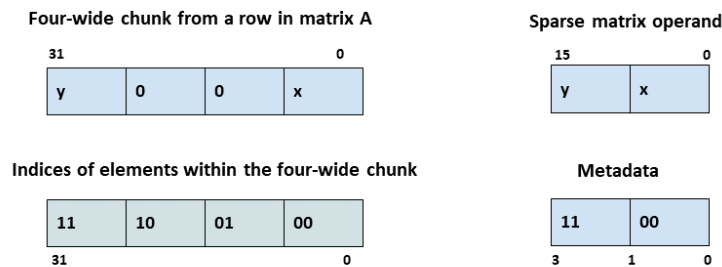 Four-wide chunk from a row in matrix A
31 0
y 0 0 x
Indices of elements within the four-wide chunk
11 10 01 00
31 0
Sparse matrix operand
15 0
y x
Metadata
11 00
3 1 0